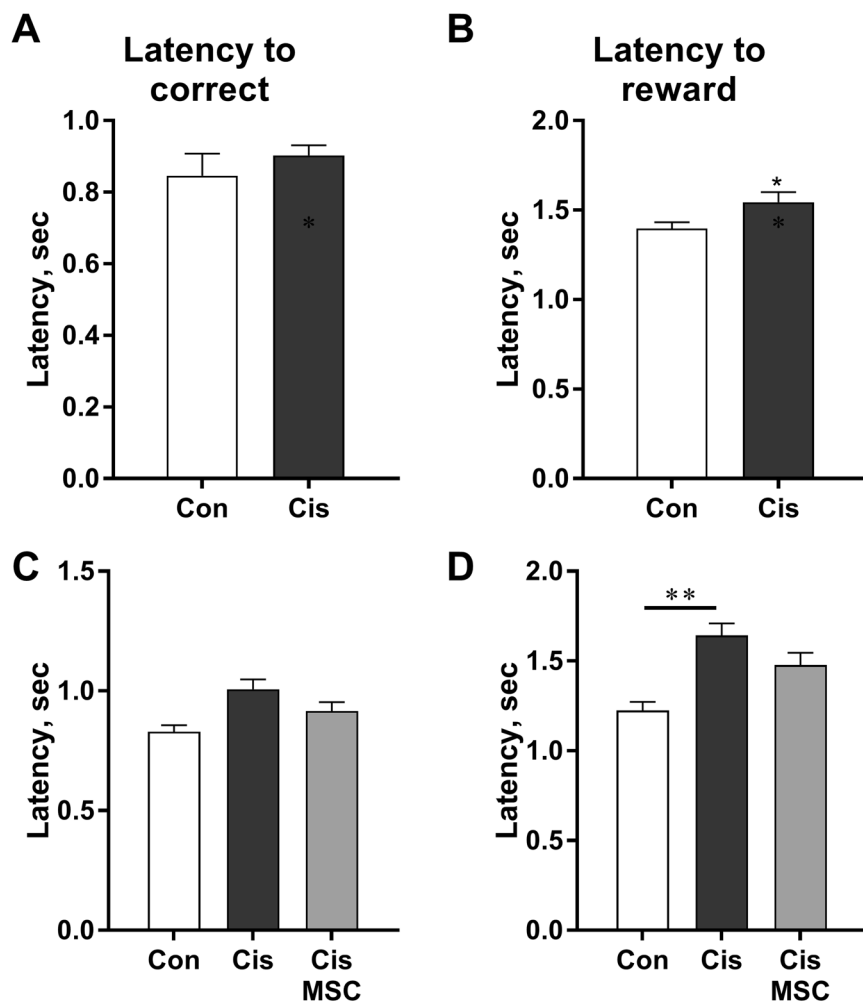 A
Latency to
correct
1.0
0.8
0.6
0.4
0.2
0.0
Latency, sec
*
Con
Cis
B
Latency to
reward
2.0
1.5
1.0
0.5
0.0
Latency, sec
*
*
Con
Cis
C
1.5
1.0
0.5
0.0
Latency, sec
Con
Cis
Cis
MSC
D
2.0
1.5
1.0
0.5
0.0
Latency, sec
**
Con
Cis
Cis
MSC